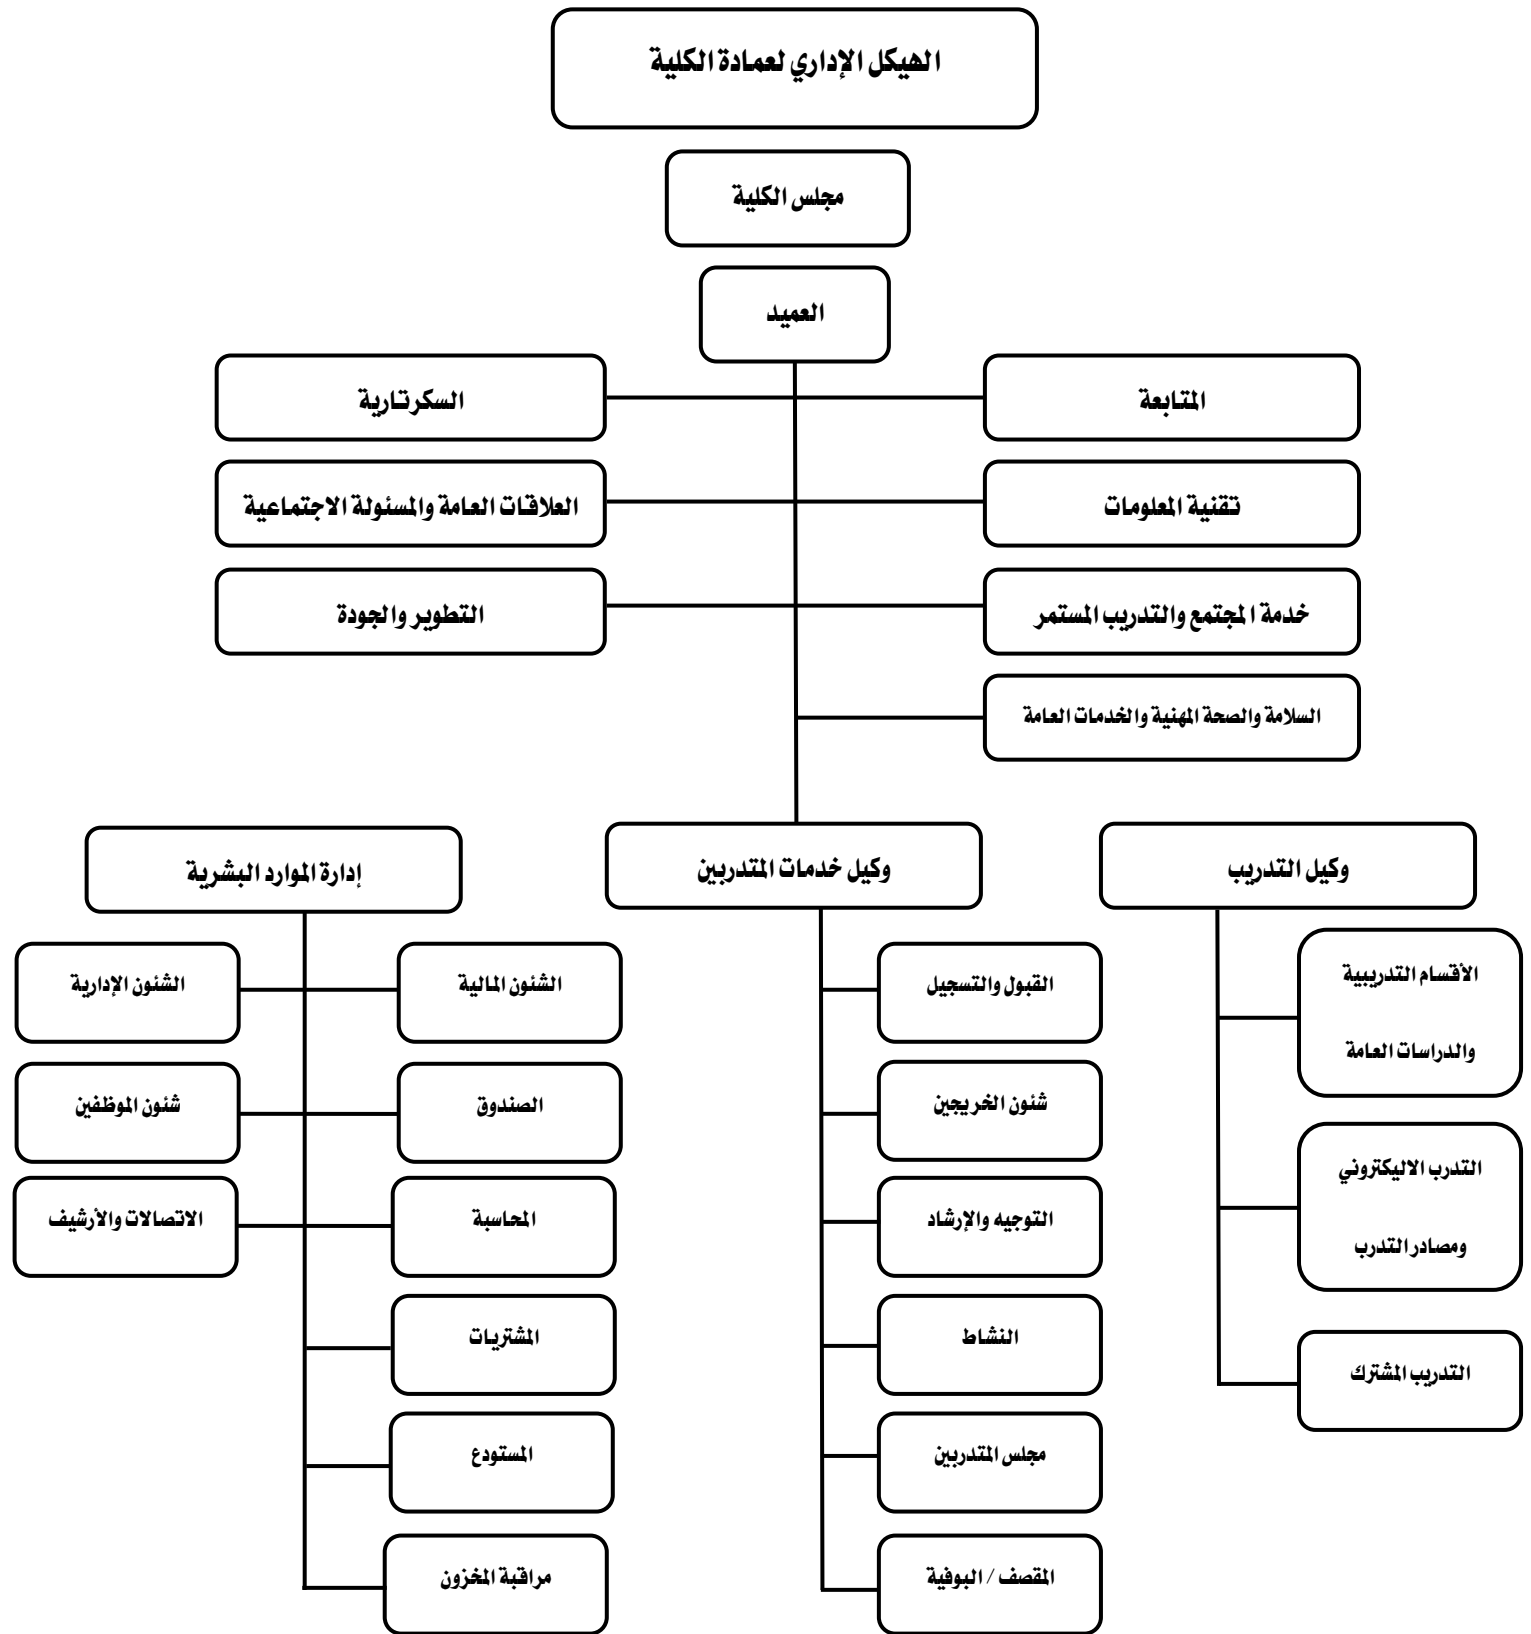 الهيكل الإداري لعمادة الكلية
مجلس الكلية
العميد
المتابعة
السكرتارية
تقنية المعلومات
العلاقات العامة والمسئولة الاجتماعية
خدمة المجتمع والتدريب المستمر
التطوير والجودة
السلامة والصحة المهنية والخدمات العامة
وكيل التدريب
وكيل خدمات المتدربين
إدارة الموارد البشرية
الأقسام التدريبية
والدراسات العامة
التدرب الاليكتروني
ومصادر التدرب
التدريب المشترك
القبول والتسجيل
شئون الخريجين
التوجيه والإرشاد
النشاط
مجلس المتدربين
المقصف / البوفية
الشئون المالية
الشئون الإدارية
الصندوق
شئون الموظفين
المحاسبة
الاتصالات والأرشيف
المشتريات
المستودع
مراقبة المخزون